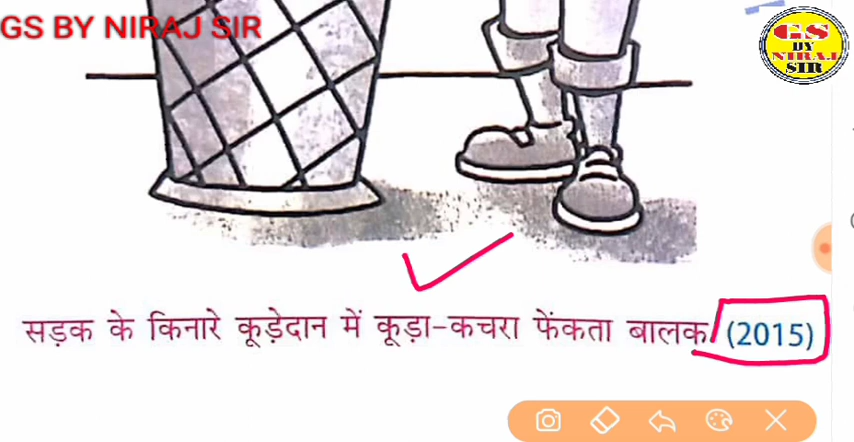 GS BY NIRAJ SIR
GS
BY
NIRAJ
SIR
सड़क के किनारे कूड़ेदान में कूड़ा-कचरा फेंकता बालक (2015)